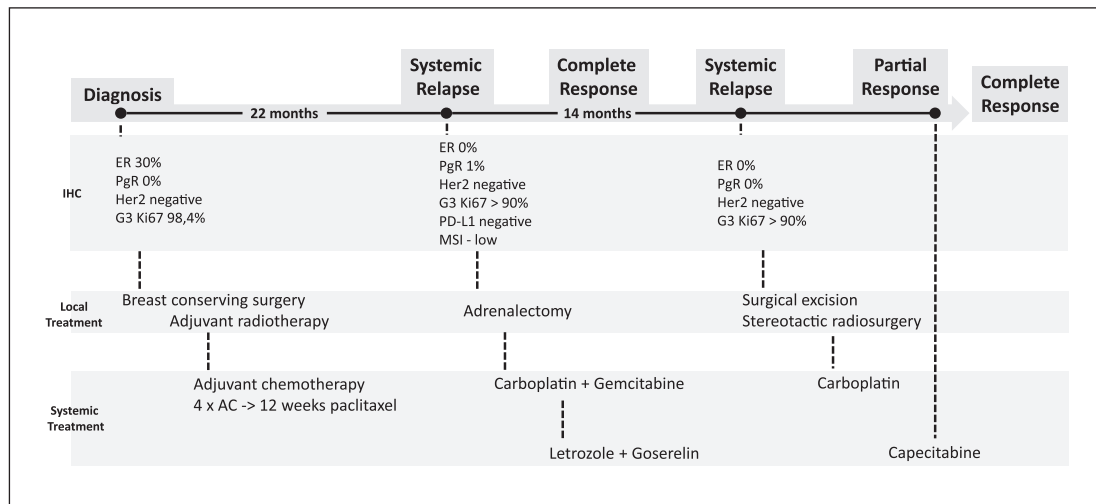 Diagnosis
Systemic
Relapse
Complete
Response
Systemic
Relapse
Partial
Response
Complete
Response
22 months
14 months
IHC
ER 30%
PgR 0%
Her2 negative
G3 Ki67 98,4%
ER 0%
PgR 1%
Her2 negative
G3 Ki67 > 90%
PD-L1 negative
MSI - low
ER 0%
PgR 0%
Her2 negative
G3 Ki67 > 90%
Local
Treatment
Breast conserving surgery
Adjuvant radiotherapy
Adrenalectomy
Surgical excision
Stereotactic radiosurgery
Systemic
Treatment
Adjuvant chemotherapy
4 x AC -> 12 weeks paclitaxel
Carboplatin + Gemcitabine
Letrozole + Goserelin
Carboplatin
Capecitabine